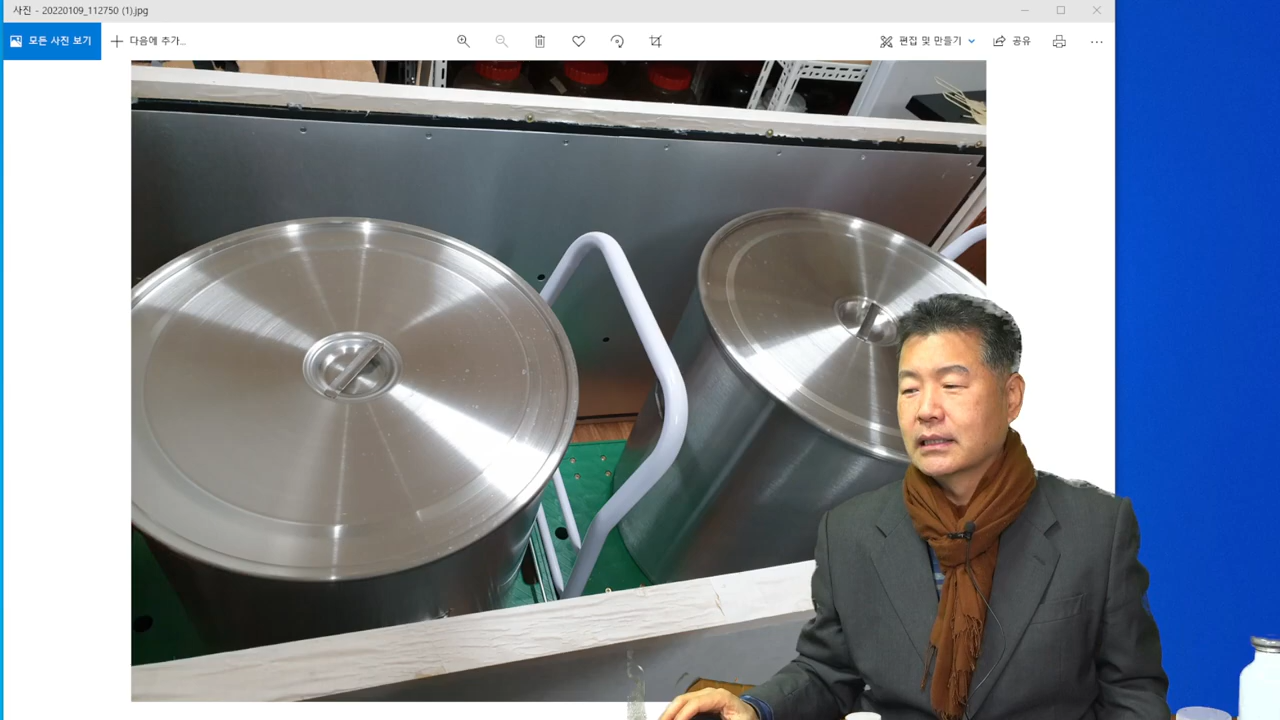 사진 - 20220109_112750 (1).jpg
모든 사진 보기
다음에 추가...
편집 및 만들기
공유